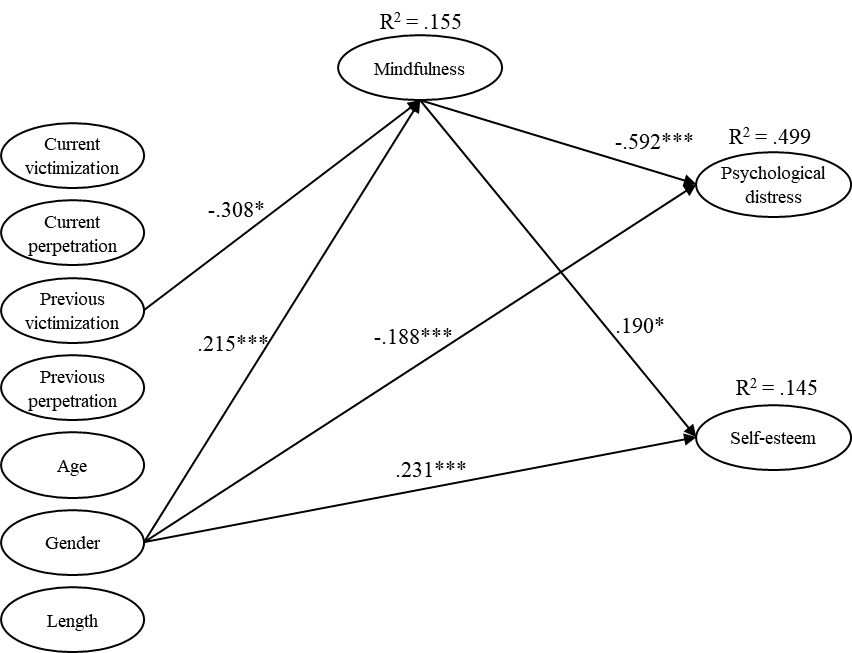 R² = .155
Mindfulness
Current
victimization
-.592***
R² = .499
Psychological
distress
Current
perpetration
-.308*
Previous
victimization
.215***
-.188***
.190*
Previous
perpetration
R² = .145
Self-esteem
Age
.231***
Gender
Length